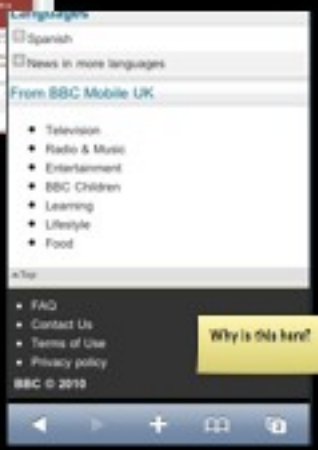 Languages
Spanish
News in more languages
From BBC Mobile UK
Television
Radio & Music
Entertainment
BBC Children
Learning
Lifestyle
Food
Top
FAQ
Contact Us
Terms of Use
Privacy policy
BBC © 2010
Why is this here?